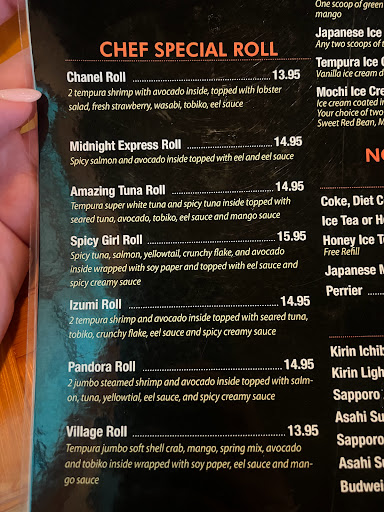 CHEF SPECIAL ROLL
Chanel Roll 13.95
2 tempura shrimp with avocado inside, topped with lobster
salad, fresh strawberry, wasabi, tobiko, eel sauce
Midnight Express Roll 14.95
Spicy salmon and avocado inside topped with eel and eel sauce
Amazing Tuna Roll 14.95
Tempura super white tuna and spicy tuna inside topped with
seared tuna, avocado, tobiko, eel sauce and mango sauce
Spicy Girl Roll 15.95
Spicy tuna, salmon, yellowtail, crunchy flake, and avocado
inside wrapped with soy paper and topped with eel sauce and
spicy creamy sauce
Izumi Roll 14.95
2 tempura shrimp and avocado inside topped with seared tuna,
tobiko, crunchy flake, eel sauce and spicy creamy sauce
Pandora Roll 14.95
2 jumbo steamed shrimp and avocado inside topped with salm-
on, tuna, yellowtial, eel sauce, and spicy creamy sauce
Village Roll 13.95
Tempura jumbo soft shell crab, mango, spring mix, avocado
and tobiko inside wrapped with soy paper, eel sauce and man-
go sauce
One scoop of green
mango
Japanese Ice
Any two scoops of t
Tempura Ice
Vanilla ice cream d
Mochi Ice Cre
Ice cream coated in
Your choice of two
Sweet Red Bean, M
NO
Coke, Diet C
Ice Tea or Ho
Honey Ice T
Free Refill
Japanese
Perrier
Kirin Ichib
Kirin Ligh
Sapporo
Asahi Su
Sapporo
Asahi Su
Budwei